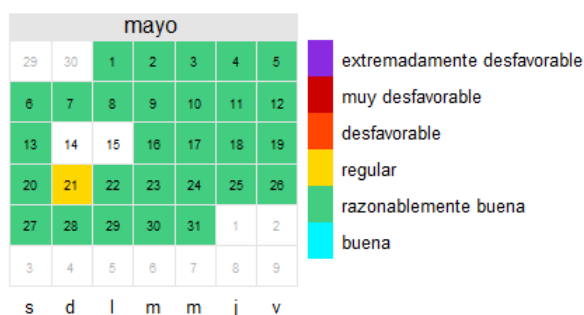 mayo
29 30 1 2 3 4 5
6 7 8 9 10 11 12
13 14 15 16 17 18 19
20 21 22 23 24 25 26
27 28 29 30 31 1 2
3 4 5 6 7 8 9
s d l m m j v
extremadamente desfavorable
muy desfavorable
desfavorable
regular
razonablemente buena
buena